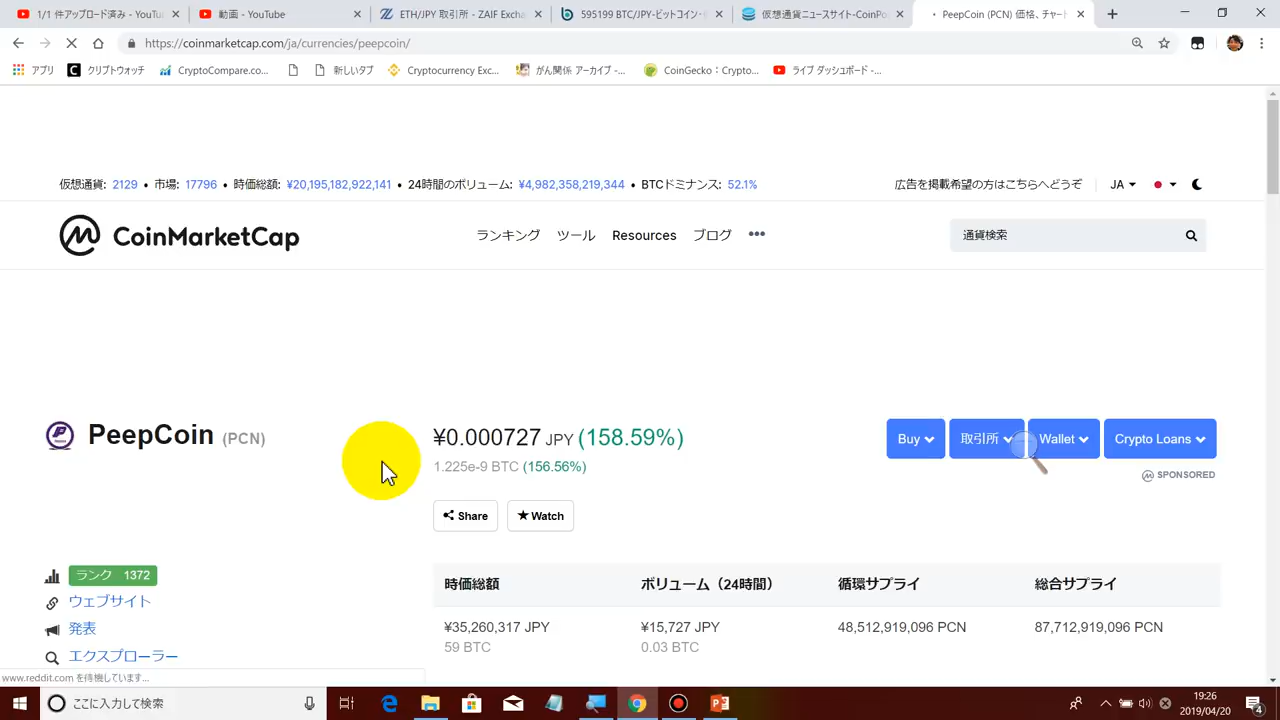 1/1 件アップロード済み - YouTu
動画 - YouTube
ETH/JPY 取引所 - ZAIF Excha
595199 BTC/JPY-ビットコイン・
仮想通貨ニュースサイト-CoinPo
PeepCoin (PCN) 価格、チャート
https://coinmarketcap.com/ja/currencies/peepcoin/
アプリ
クリプトウォッチ
CryptoCompare.co...
新しいタブ
Cryptocurrency Exc...
がん関係 アーカイブ -...
CoinGecko：Crypto...
ライブ ダッシュボード -...
仮想通貨: 2129 • 市場: 17796 • 時価総額: ¥20,195,182,922,141 • 24時間のボリューム: ¥4,982,358,219,344 • BTCドミナンス: 52.1%
広告を掲載希望の方はこちらへどうぞ
JA
CoinMarketCap
ランキング ツール Resources ブログ •••
通貨検索
PeepCoin (PCN)
¥0.000727 JPY (158.59%)
1.225e-9 BTC (156.56%)
Buy
取引所
Wallet
Crypto Loans
SPONSORED
Share
Watch
ランク 1372
ウェブサイト
発表
エクスプローラー
時価総額 ボリューム（24時間） 循環サプライ 総合サプライ
¥35,260,317 JPY ¥15,727 JPY 48,512,919,096 PCN 87,712,919,096 PCN
59 BTC 0.03 BTC
www.reddit.com を待機しています...
ここに入力して検索
19:26
2019/04/20
4